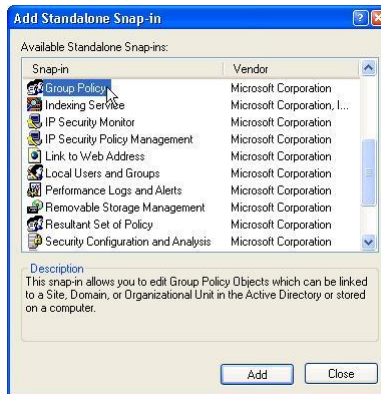 Add Standalone Snap-in
Available Standalone Snap-ins:
Snap-in Vendor
Group Policy Microsoft Corporation
Indexing Service Microsoft Corporation, I...
IP Security Monitor Microsoft Corporation
IP Security Policy Management Microsoft Corporation
Link to Web Address Microsoft Corporation
Local Users and Groups Microsoft Corporation
Performance Logs and Alerts Microsoft Corporation
Removable Storage Management Microsoft Corporation
Resultant Set of Policy Microsoft Corporation
Security Configuration and Analysis Microsoft Corporation
Description
This snap-in allows you to edit Group Policy Objects which can be linked
to a Site, Domain, or Organizational Unit in the Active Directory or stored
on a computer.
Add Close